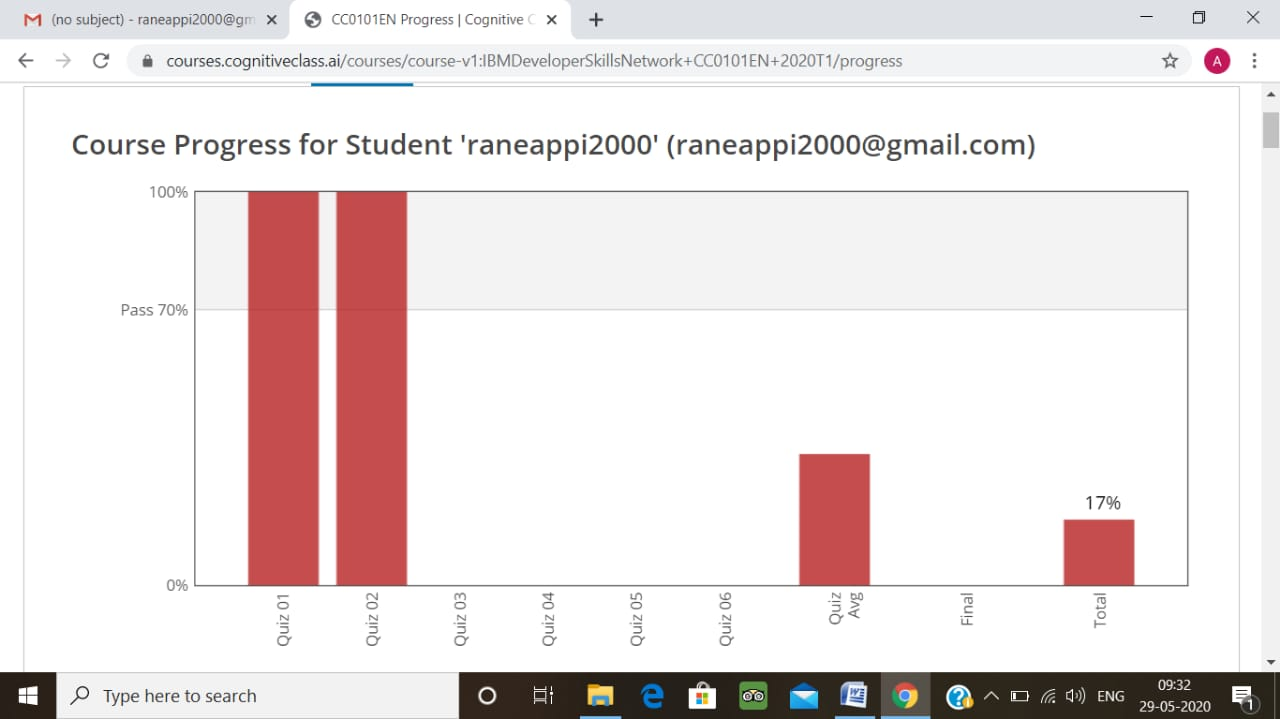 (no subject) - raneappi2000@gm
CC0101EN Progress | Cognitive C
courses.cognitiveclass.ai/courses/course-v1:IBMDeveloperSkillsNetwork+CC0101EN+2020T1/progress
A
Course Progress for Student 'raneappi2000' (raneappi2000@gmail.com)
100%
Pass 70%
17%
0%
Quiz 01
Quiz 02
Quiz 03
Quiz 04
Quiz 05
Quiz 06
Quiz
Avg
Final
Total
Type here to search
ENG
09:32
29-05-2020
1